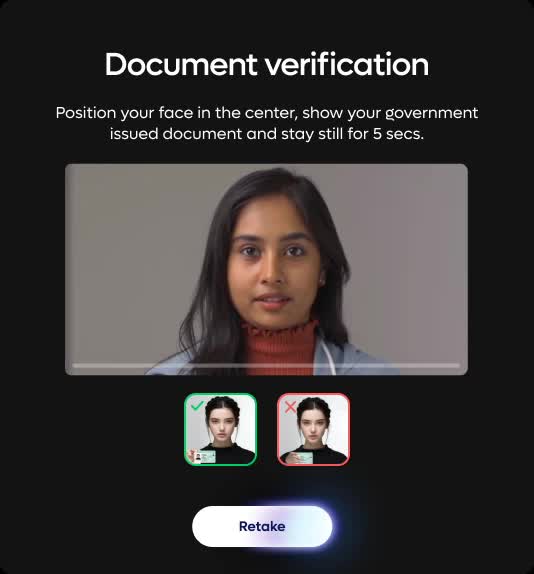 Document verification
Position your face in the center, show your government
issued document and stay still for 5 secs.
Retake